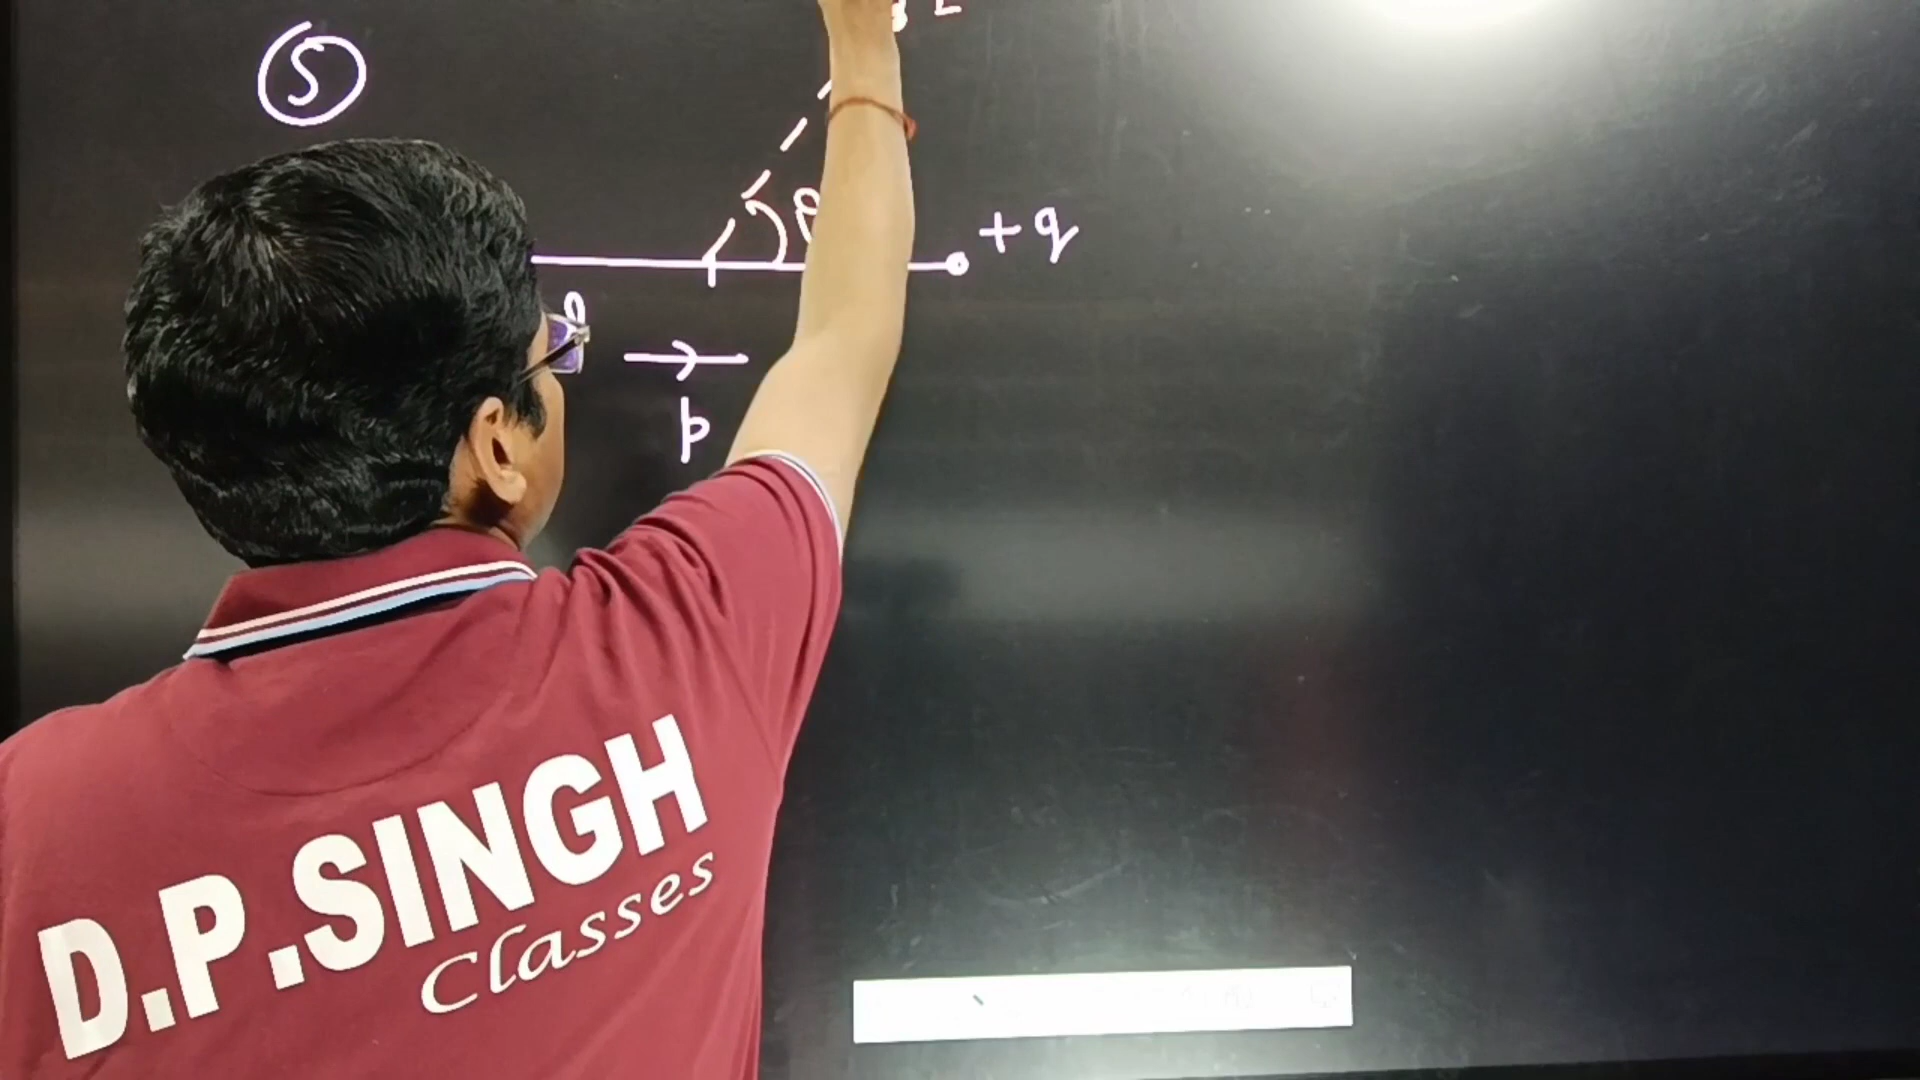 S
θ
+q
p
D.P.SINGH
Classes